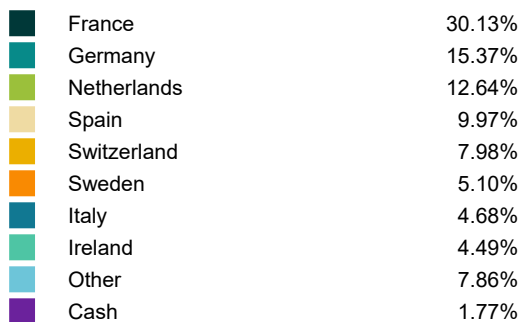 France 30.13%
Germany 15.37%
Netherlands 12.64%
Spain 9.97%
Switzerland 7.98%
Sweden 5.10%
Italy 4.68%
Ireland 4.49%
Other 7.86%
Cash 1.77%